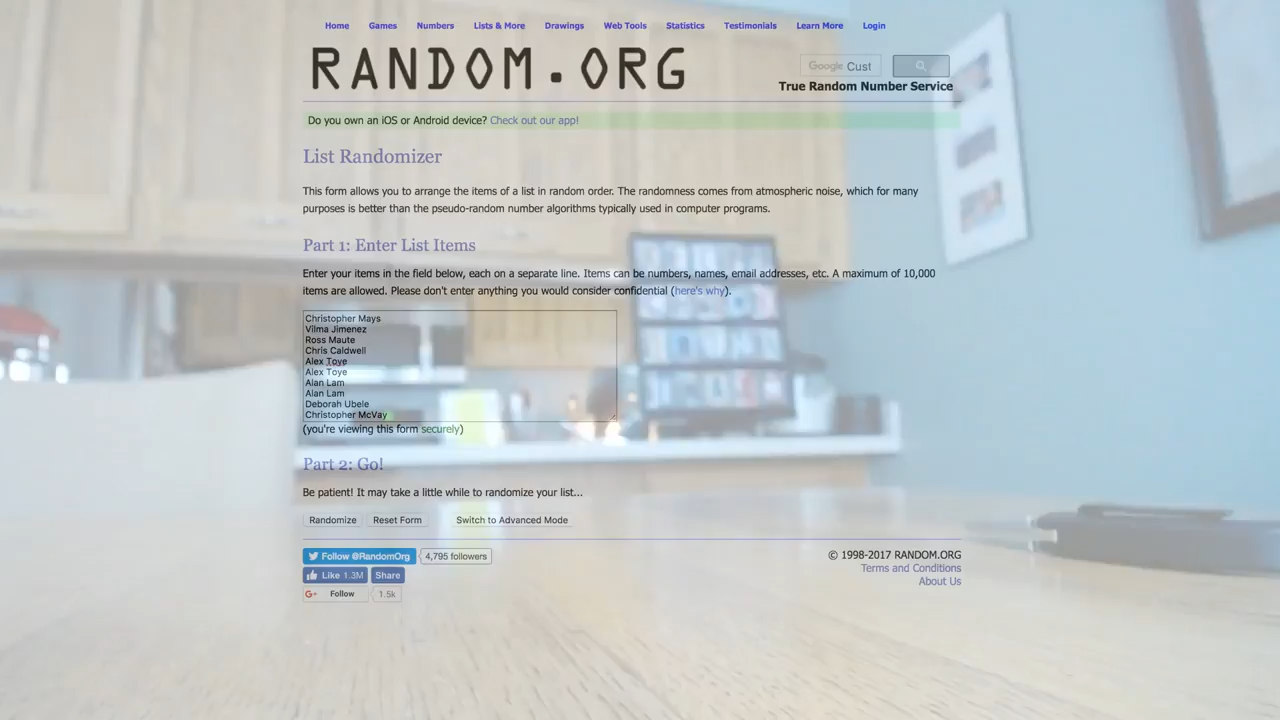 Home Games Numbers Lists & More Drawings Web Tools Statistics Testimonials Learn More Login
RANDOM.ORG
Google Cust
True Random Number Service
Do you own an iOS or Android device? Check out our app!
List Randomizer
This form allows you to arrange the items of a list in random order. The randomness comes from atmospheric noise, which for many
purposes is better than the pseudo-random number algorithms typically used in computer programs.
Part 1: Enter List Items
Enter your items in the field below, each on a separate line. Items can be numbers, names, email addresses, etc. A maximum of 10,000
items are allowed. Please don't enter anything you would consider confidential (here's why).
Christopher Mays
Vilma Jimenez
Ross Maute
Chris Caldwell
Alex Toye
Alex Toye
Alan Lam
Alan Lam
Deborah Ubele
Christopher McVay
(you're viewing this form securely)
Part 2: Go!
Be patient! It may take a little while to randomize your list...
Randomize Reset Form Switch to Advanced Mode
Follow @RandomOrg 4,795 followers
Like 1.3M Share
G+ Follow 1.5k
© 1998-2017 RANDOM.ORG
Terms and Conditions
About Us